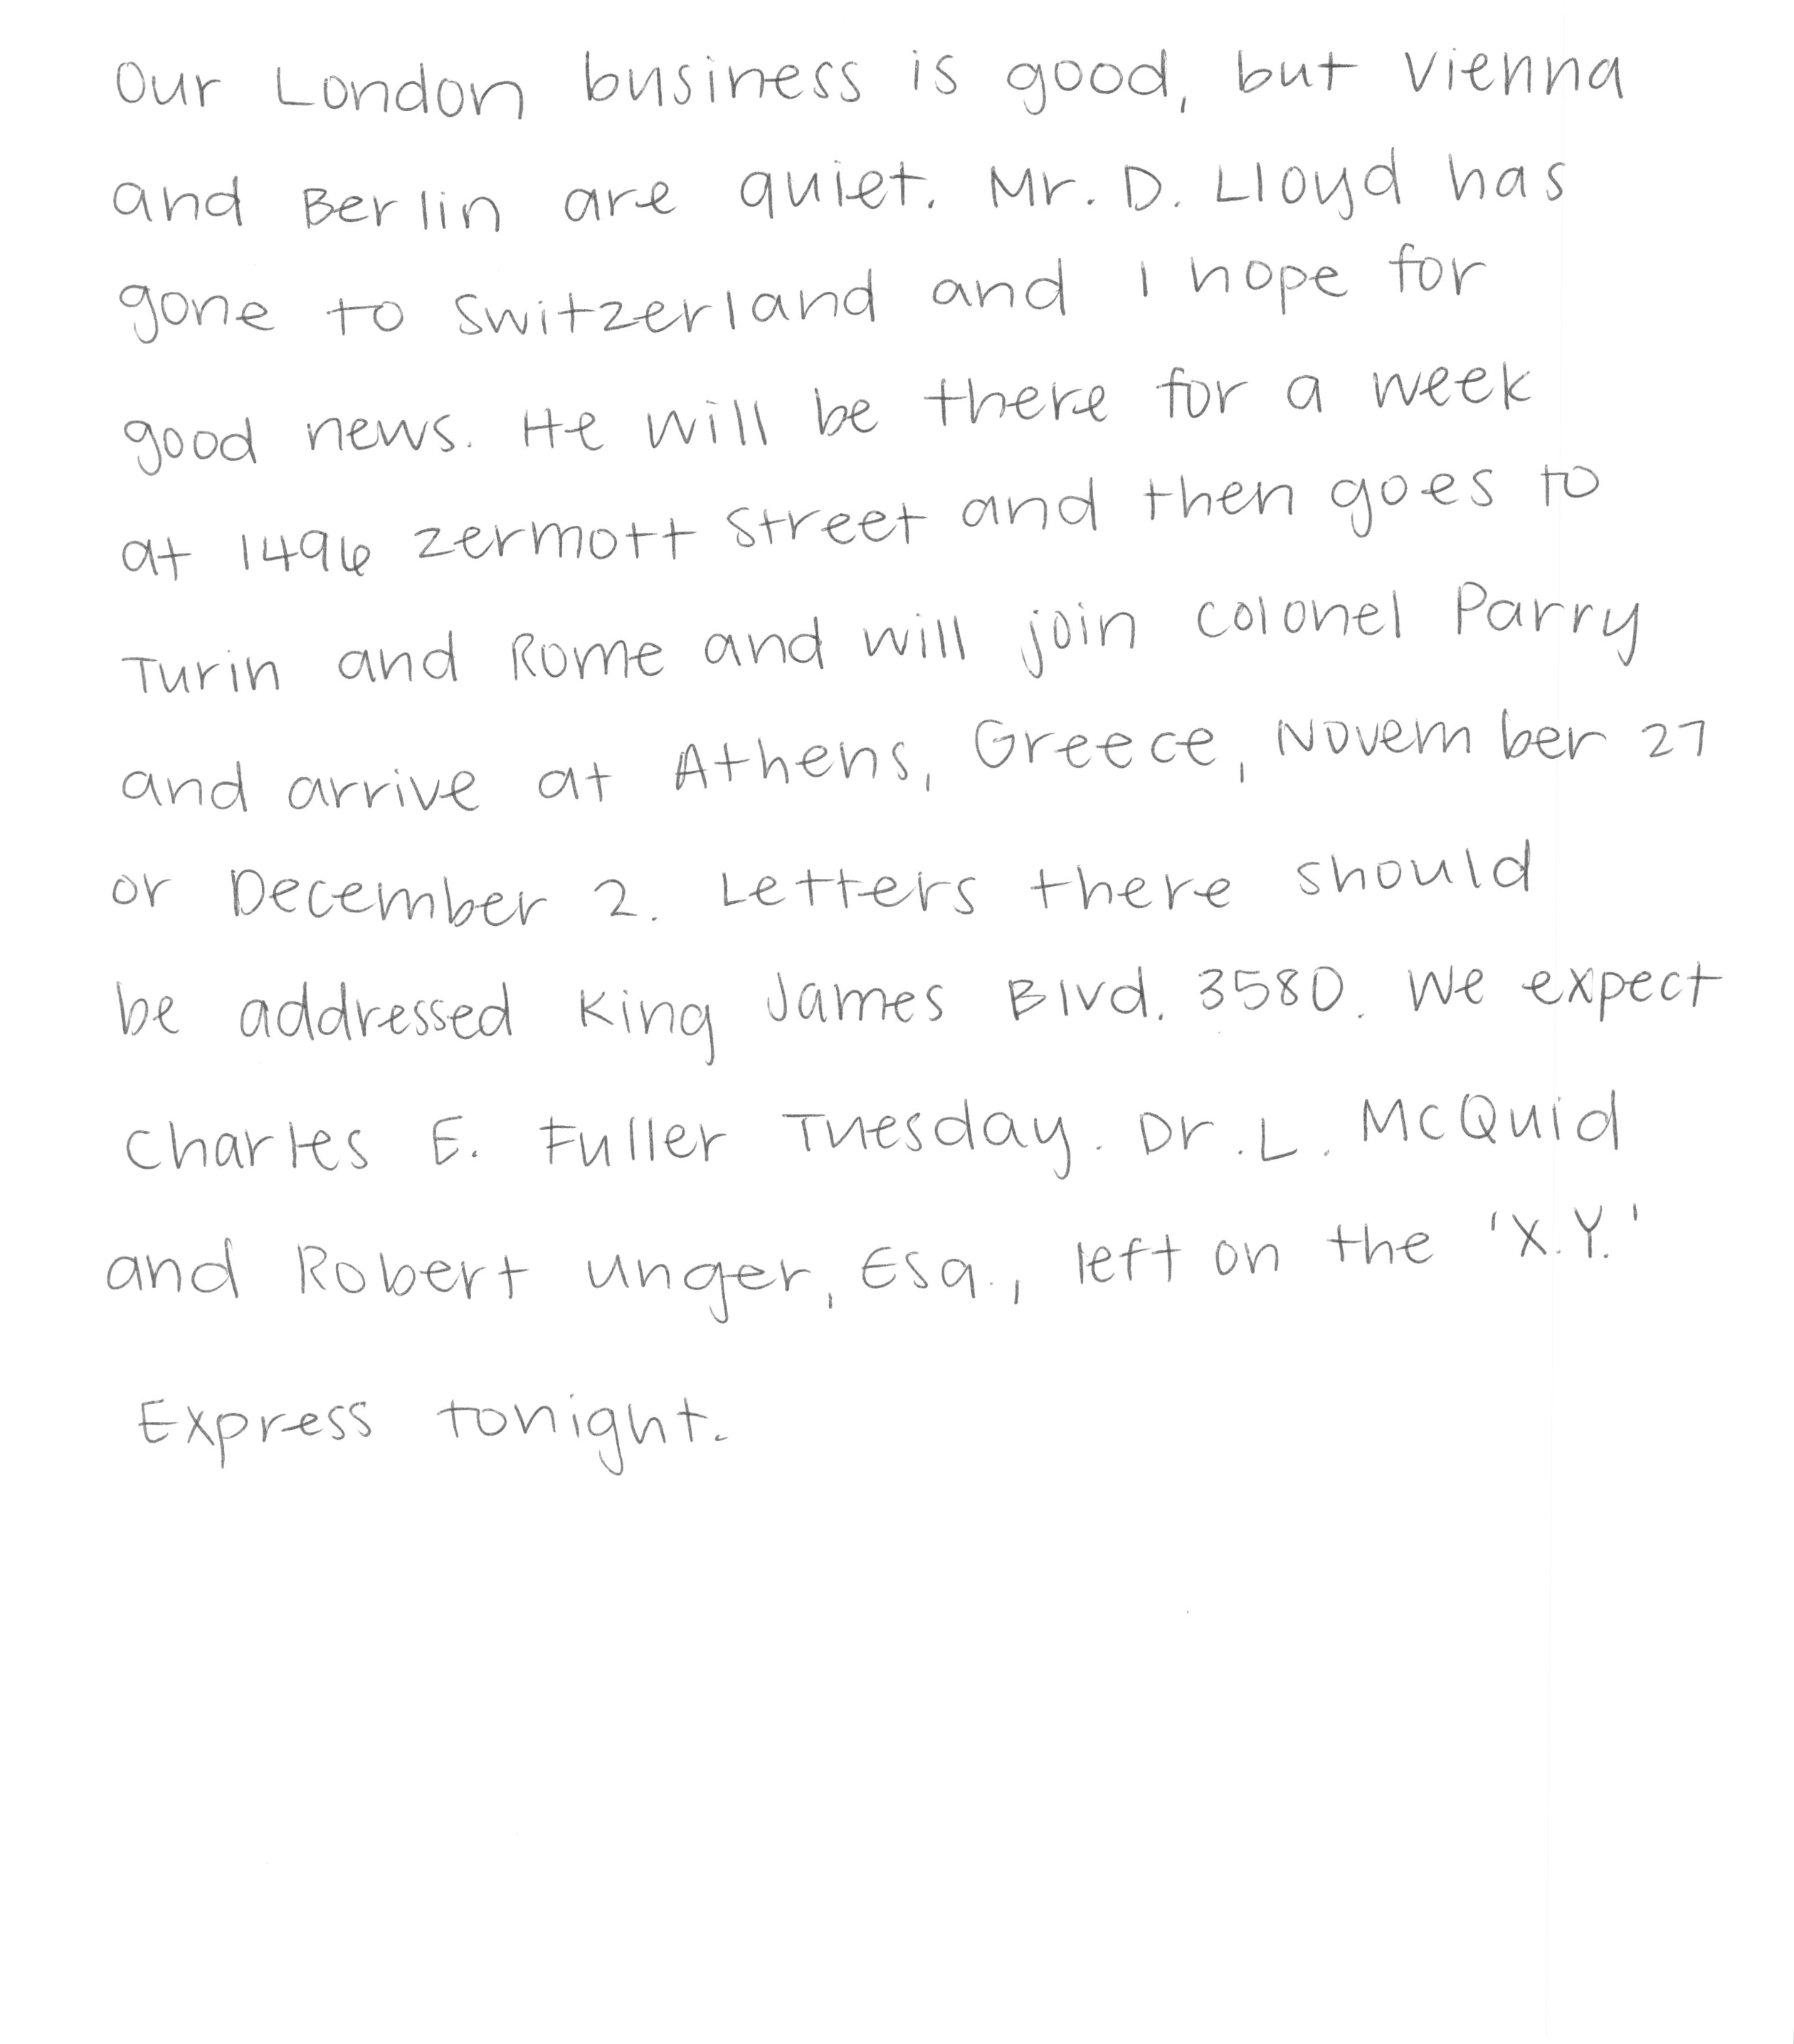 Our London business is good, but Vienna
and Berlin are quiet. Mr. D. Lloyd has
gone to Switzerland and I hope for
good news. He will be there for a week
at 1496 Zermott Street and then goes to
Turin and Rome and will join Colonel Parry
and arrive at Athens, Greece, November 27
or December 2. Letters there should
be addressed King James Blvd. 3580. We expect
Charles E. Fuller Tuesday. Dr. L. McQuid
and Robert Unger, Esq., left on the 'X.Y.'
Express tonight.